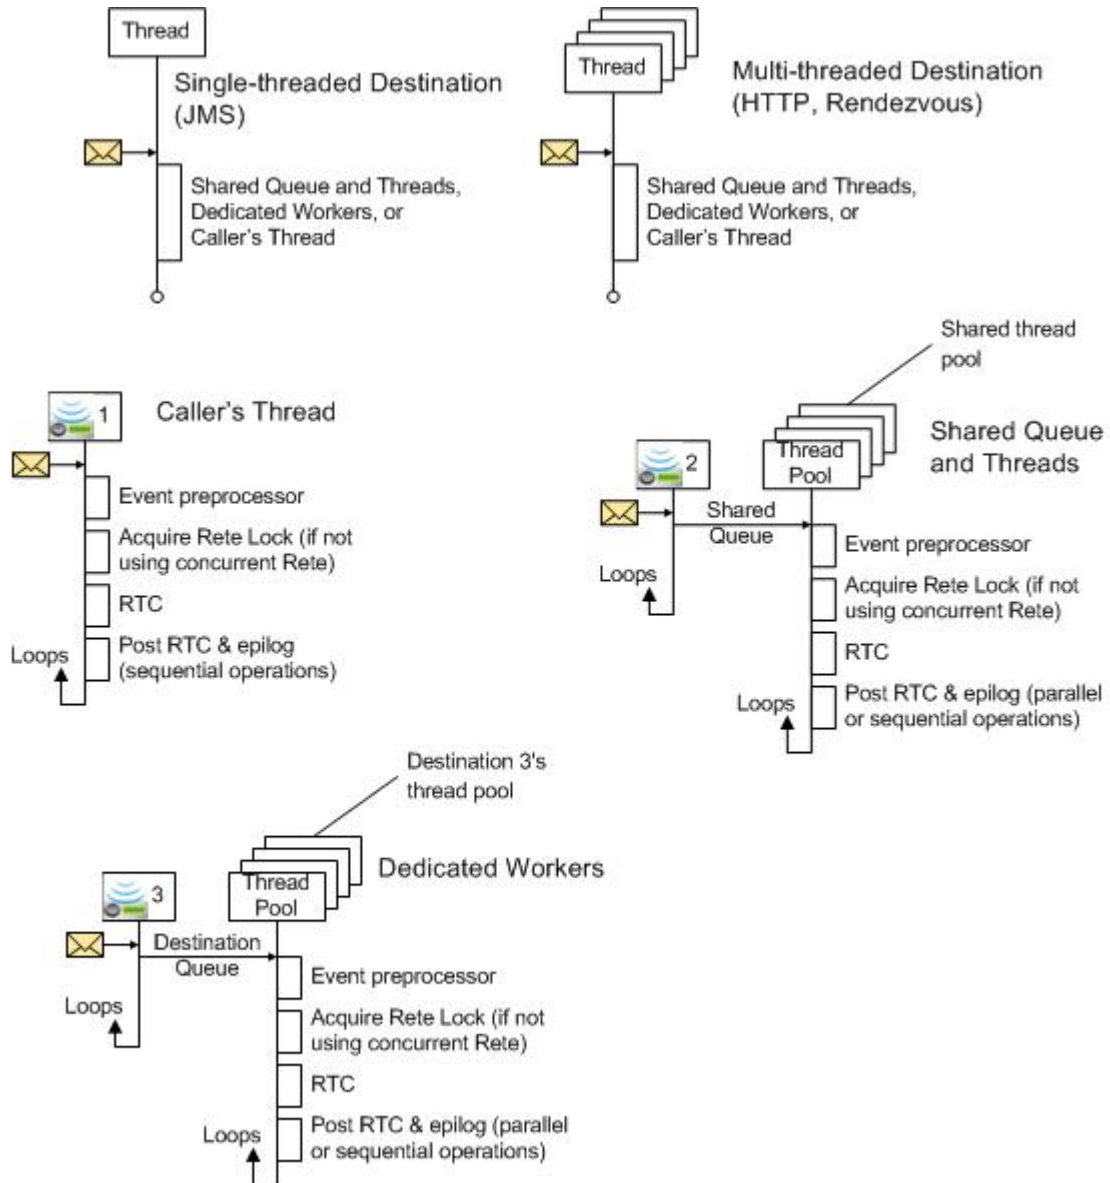 Thread
Single-threaded Destination
(JMS)
Shared Queue and Threads,
Dedicated Workers, or
Caller's Thread
Thread
Multi-threaded Destination
(HTTP, Rendezvous)
Shared Queue and Threads,
Dedicated Workers, or
Caller's Thread
1
Caller's Thread
Event preprocessor
Acquire Rete Lock (if not
using concurrent Rete)
RTC
Post RTC & epilog
(sequential operations)
Loops
Shared thread
pool
2
Thread
Pool
Shared Queue
and Threads
Shared
Queue
Loops
Event preprocessor
Acquire Rete Lock (if not
using concurrent Rete)
RTC
Post RTC & epilog (parallel
or sequential operations)
Loops
Destination 3's
thread pool
3
Thread
Pool
Dedicated Workers
Destination
Queue
Loops
Event preprocessor
Acquire Rete Lock (if not
using concurrent Rete)
RTC
Post RTC & epilog (parallel
or sequential operations)
Loops